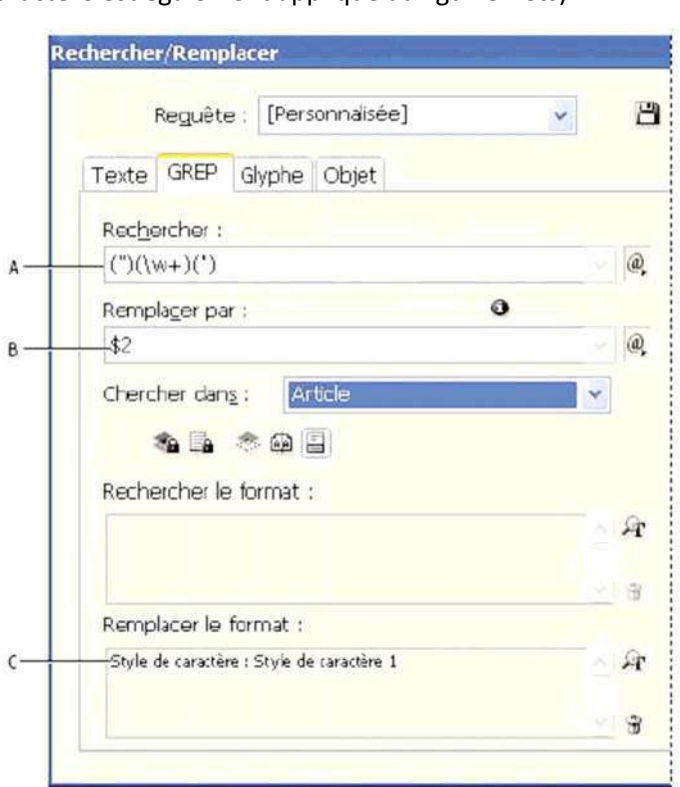 Rechercher/Remplacer
Requête : [Personnalisée]
Texte GREP Glyphe Objet
Rechercher :
A (")(\w+)(")
Remplacer par :
B $2
Chercher dans : Article
Rechercher le format :
Remplacer le format :
C Style de caractère : Style de caractère 1